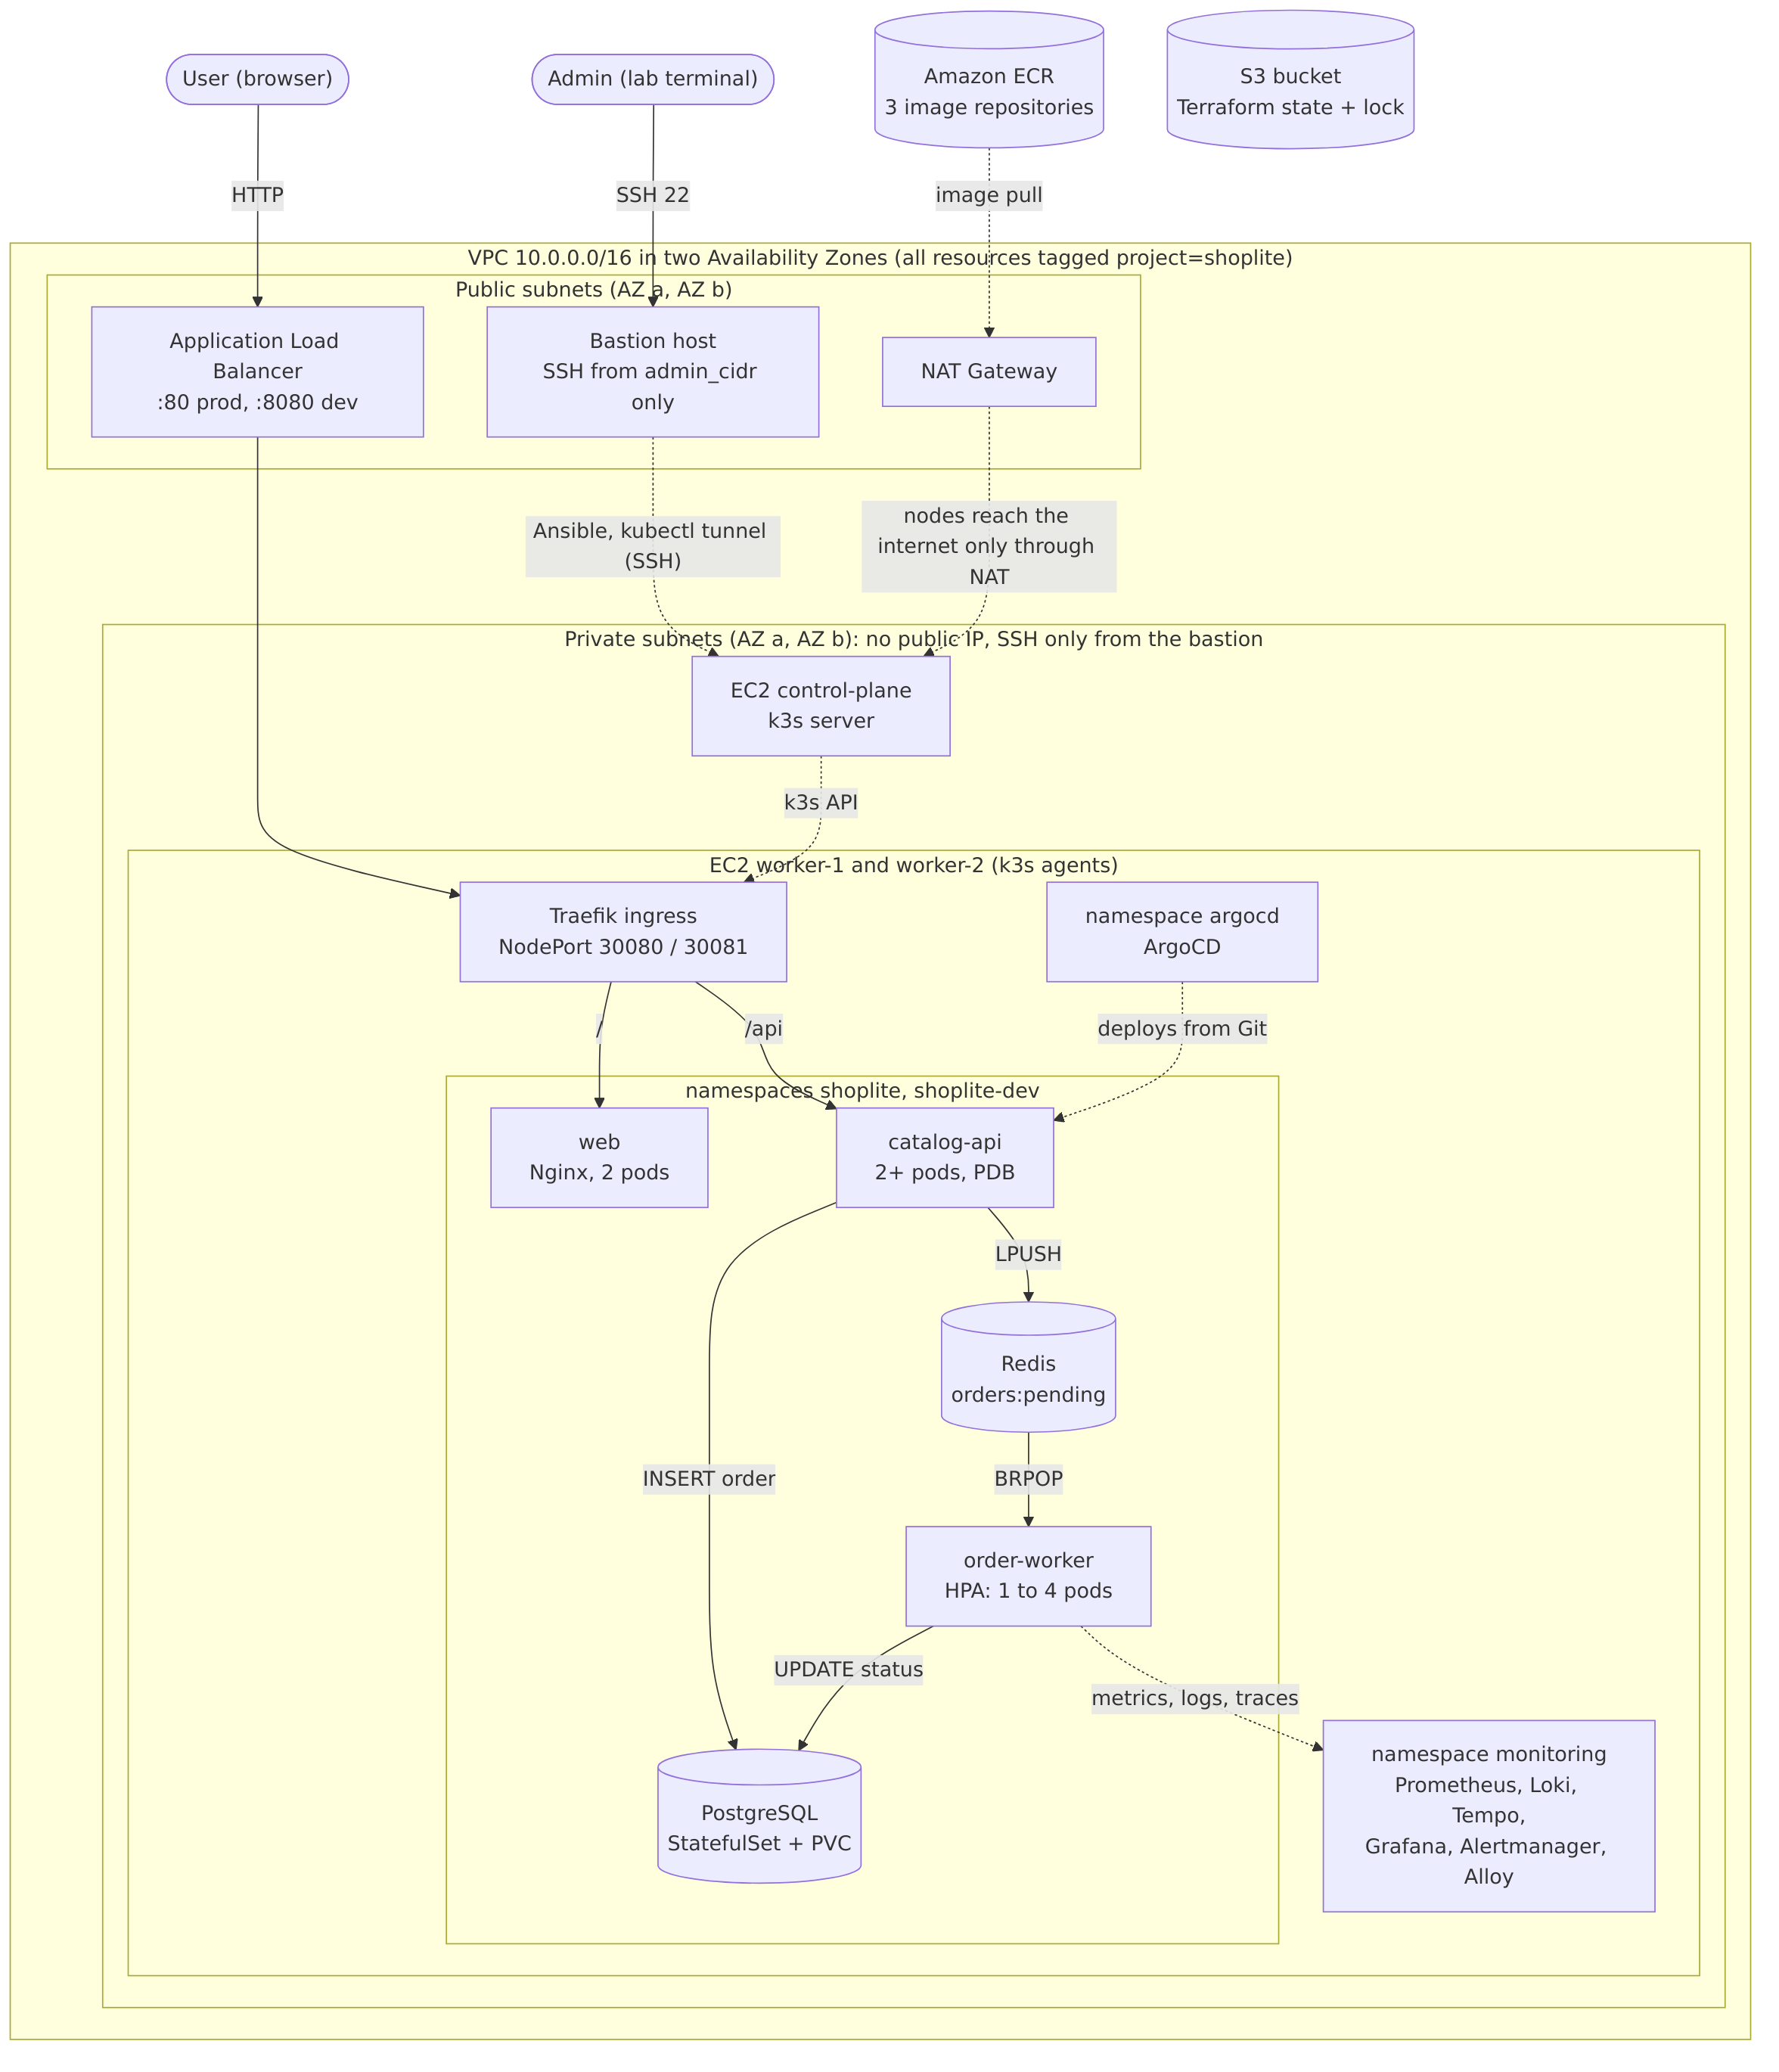 User (browser)
Admin (lab terminal)
Amazon ECR
3 image repositories
S3 bucket
Terraform state + lock
HTTP
SSH 22
image pull
VPC 10.0.0.0/16 in two Availability Zones (all resources tagged project=shoplite)
Public subnets (AZ a, AZ b)
Application Load
Balancer
:80 prod, :8080 dev
Bastion host
SSH from admin_cidr
only
NAT Gateway
Ansible, kubectl tunnel
(SSH)
nodes reach the
internet only through
NAT
Private subnets (AZ a, AZ b): no public IP, SSH only from the bastion
EC2 control-plane
k3s server
k3s API
EC2 worker-1 and worker-2 (k3s agents)
Traefik ingress
NodePort 30080 / 30081
namespace argocd
ArgoCD
/
/api
deploys from Git
namespaces shoplite, shoplite-dev
web
Nginx, 2 pods
catalog-api
2+ pods, PDB
LPUSH
Redis
orders:pending
INSERT order
BRPOP
order-worker
HPA: 1 to 4 pods
UPDATE status
metrics, logs, traces
PostgreSQL
StatefulSet + PVC
namespace monitoring
Prometheus, Loki,
Tempo,
Grafana, Alertmanager,
Alloy